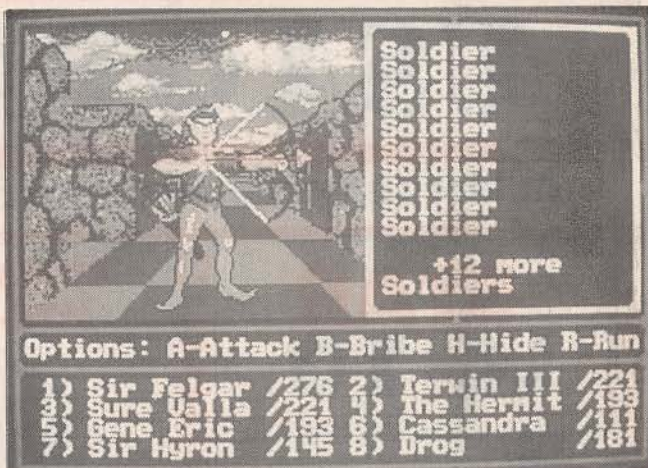 Soldier
Soldier
Soldier
Soldier
Soldier
Soldier
Soldier
Soldier
Soldier
Soldier
+12 more
Soldiers
Options: A-Attack B-Bribe H-Hide R-Run
1) Sir Felgar /276 2) Terwin III /221
3) Sure Valla /221 4) The Hermit /193
5) Gene Eric /193 6) Cassandra /111
7) Sir Hyron /145 8) Drog /181